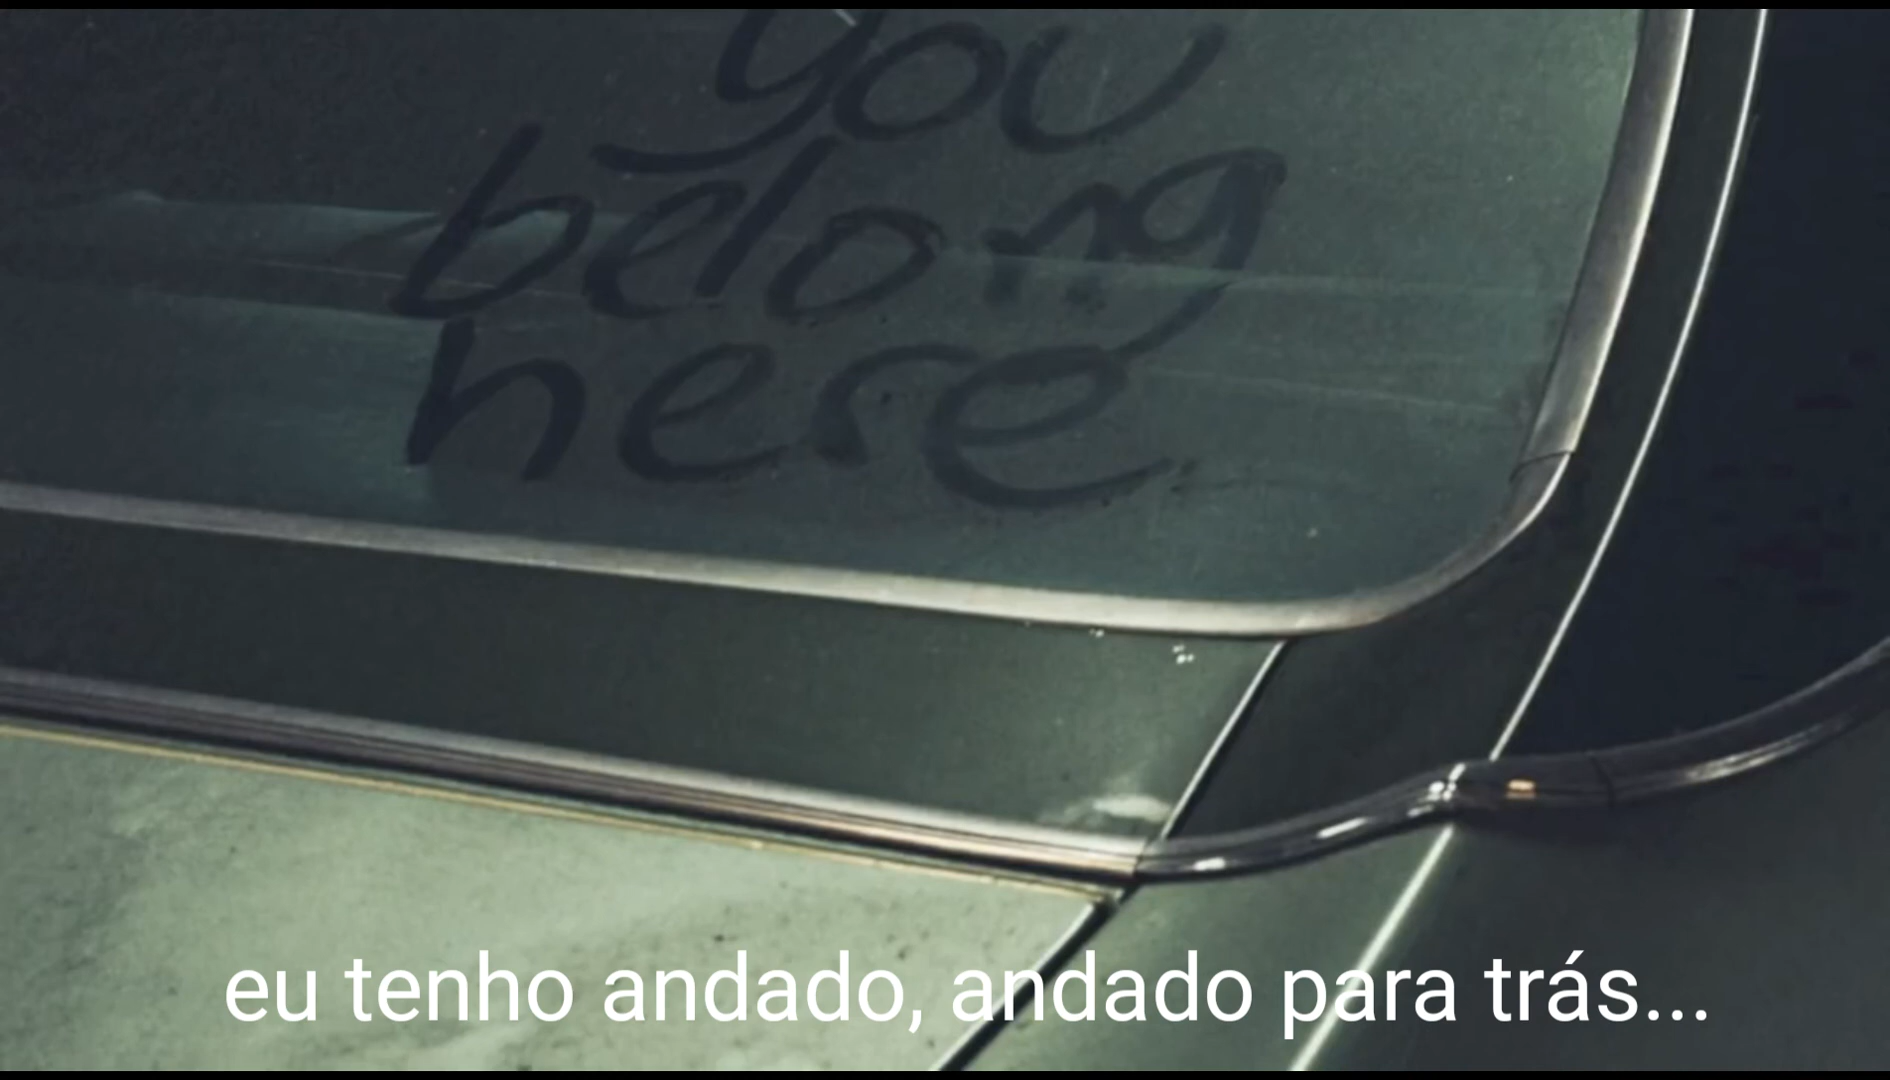 you
belong
here
eu tenho andado, andado para trás...